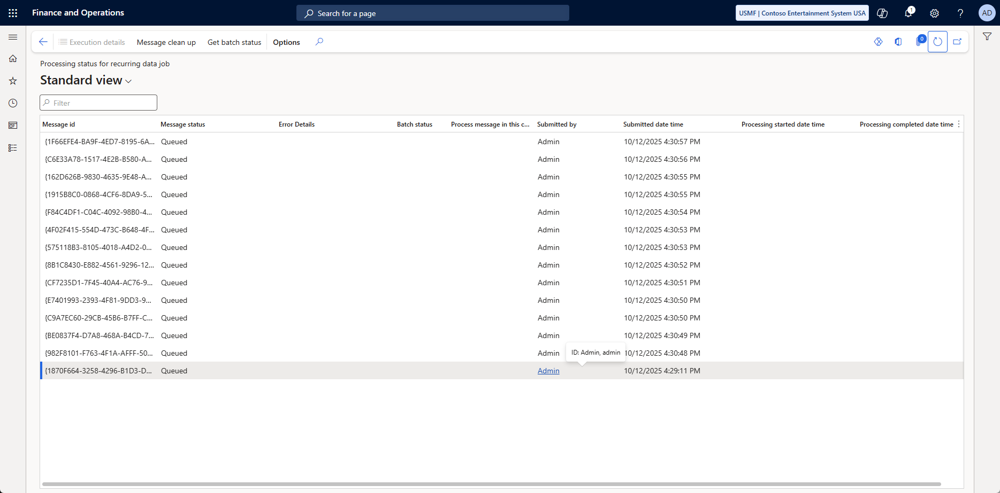 Finance and Operations
Search for a page
USMF | Contoso Entertainment System USA
1
AD
Execution details
Message clean up
Get batch status
Options
0
Processing status for recurring data job
Standard view
Filter
Message id Message status Error Details Batch status Process message in this c... Submitted by Submitted date time Processing started date time Processing completed date time
{1F66EFE4-BA9F-4ED7-8195-6A... Queued Admin 10/12/2025 4:30:57 PM
{C6E33A78-1517-4E2B-B580-A... Queued Admin 10/12/2025 4:30:56 PM
{162D626B-9830-4635-9E48-A... Queued Admin 10/12/2025 4:30:55 PM
{1915B8C0-0868-4CF6-8DA9-5... Queued Admin 10/12/2025 4:30:55 PM
{F84C4DF1-C04C-4092-98B0-4... Queued Admin 10/12/2025 4:30:54 PM
{4F02F415-554D-473C-B648-4F... Queued Admin 10/12/2025 4:30:53 PM
{575118B3-8105-4018-A4D2-0... Queued Admin 10/12/2025 4:30:53 PM
{8B1C8430-E882-4561-9296-12... Queued Admin 10/12/2025 4:30:52 PM
{CF7235D1-7F45-40A4-AC76-9... Queued Admin 10/12/2025 4:30:51 PM
{E7401993-2393-4F81-9DD3-9... Queued Admin 10/12/2025 4:30:50 PM
{C9A7EC60-29CB-45B6-B7FF-C... Queued Admin 10/12/2025 4:30:50 PM
{BE0837F4-D7A8-468A-B4CD-7... Queued Admin 10/12/2025 4:30:49 PM
{982F8101-F763-4F1A-AFFF-50... Queued Admin 10/12/2025 4:30:48 PM
ID: Admin, admin
{1870F664-3258-4296-B1D3-D... Queued Admin 10/12/2025 4:29:11 PM